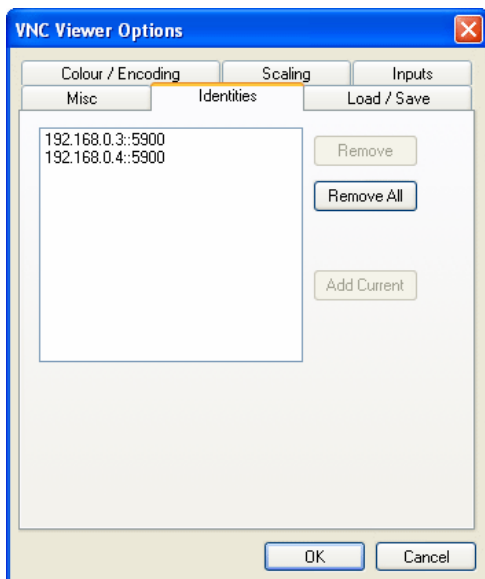 VNC Viewer Options
Colour / Encoding Scaling Inputs
Misc Identities Load / Save
192.168.0.3::5900
192.168.0.4::5900
Remove
Remove All
Add Current
OK Cancel